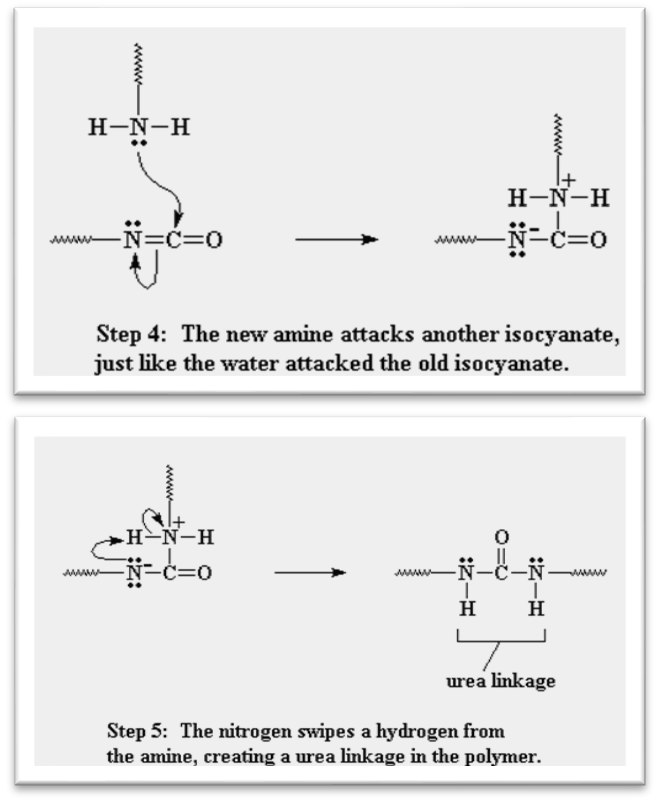 H–N–H
N=C=O
H–N–H
+
N–C=O
-
Step 4: The new amine attacks another isocyanate,
just like the water attacked the old isocyanate.
+
H–N–H
-
N–C=O
O
N–C–N
H H
urea linkage
Step 5: The nitrogen swipes a hydrogen from
the amine, creating a urea linkage in the polymer.